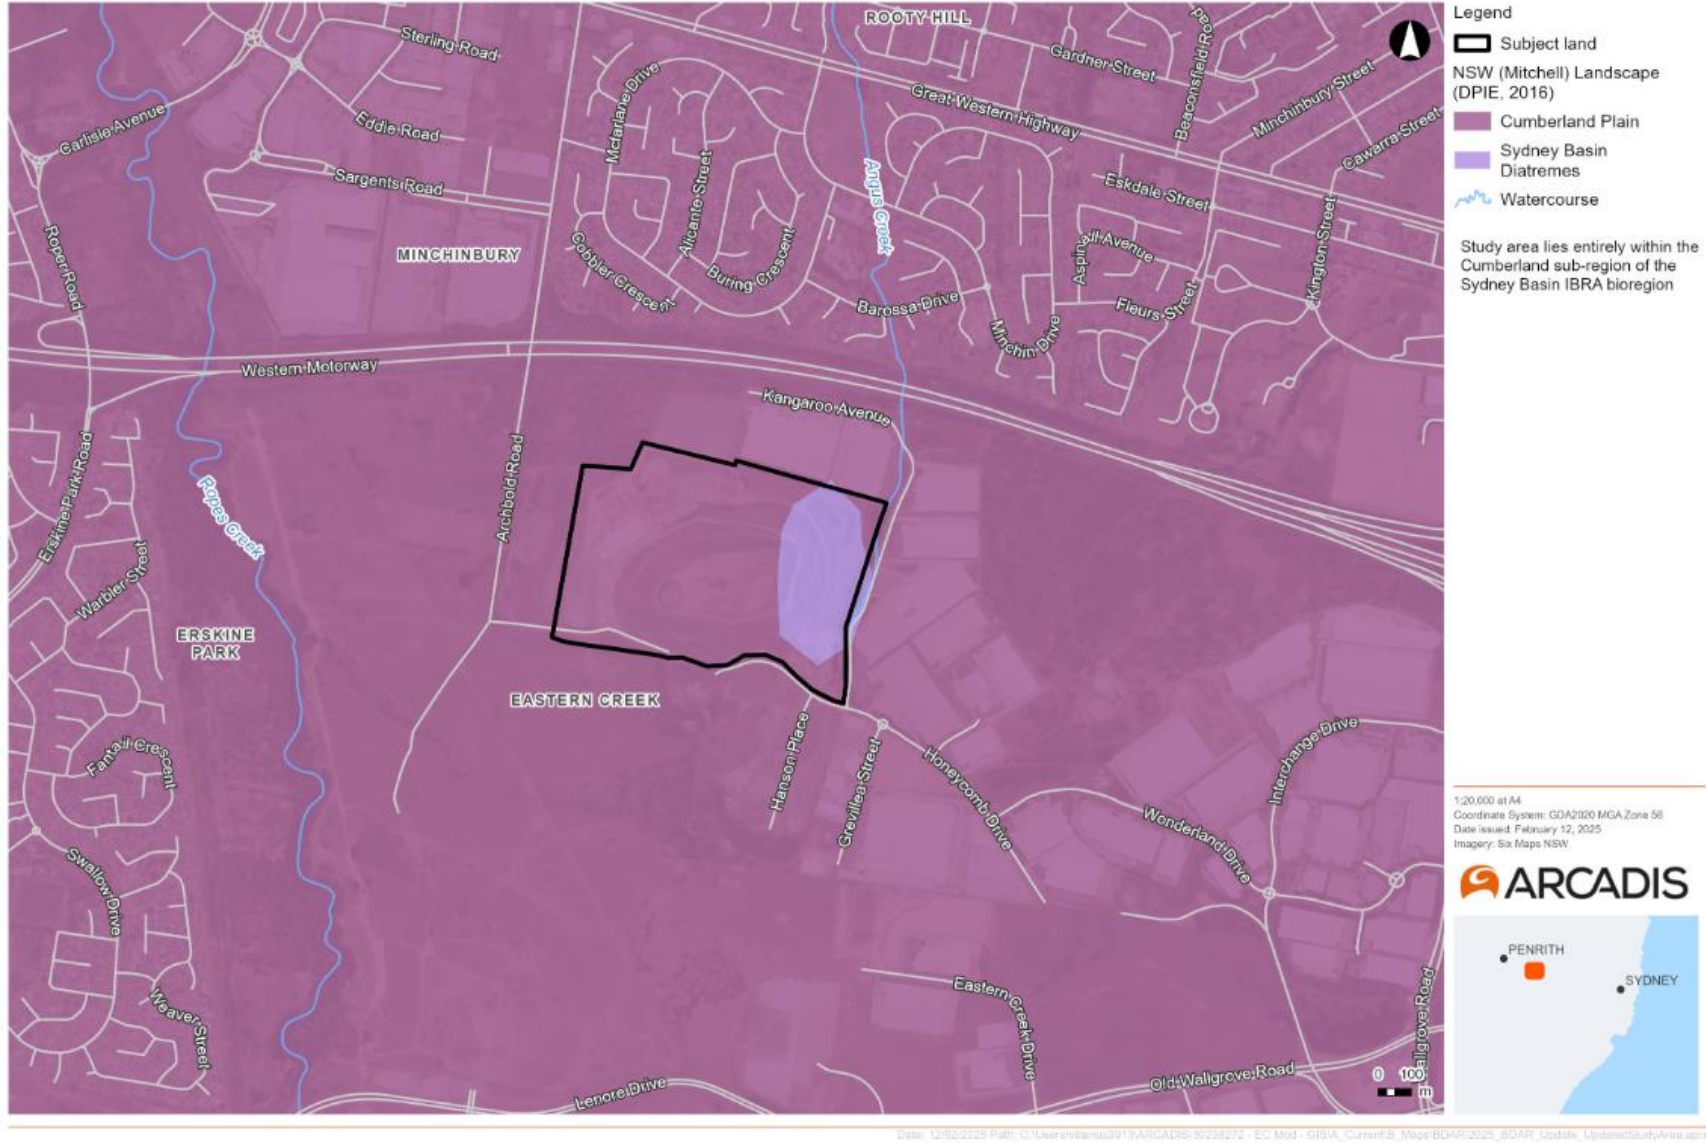 ROOTY HILL
Sterling Road
Gardner Street
Beaconsfield Road
Mcfarlane Drive
Great Western Highway
Minchinbury Street
Carlisle Avenue
Eddie Road
Cawarra Street
Sargents Road
Angus Creek
Eskdale Street
Alicante Street
Roper Road
MINCHINBURY
Cobbler Crescent
Buring Crescent
Aspinall Avenue
Kington Street
Barossa Drive
Fleurs Street
Minchin Drive
Western Motorway
Kangaroo Avenue
Erskine Park Road
Archbold Road
Ropes Creek
Warbler Street
ERSKINE
PARK
EASTERN CREEK
Hanson Place
Grevillea Street
Honeycomb Drive
Interchange Drive
Fantail Crescent
Wonderland Drive
Swallow Drive
Weaver Street
Eastern Creek Drive
Lenore Drive
Old Wallgrove Road
allgrove Road
0 100
m
Legend
Subject land
NSW (Mitchell) Landscape
(DPIE, 2016)
Cumberland Plain
Sydney Basin
Diatremes
Watercourse
Study area lies entirely within the
Cumberland sub-region of the
Sydney Basin IBRA bioregion
1:20,000 at A4
Coordinate System: GDA2020 MGA Zone 56
Date issued: February 12, 2025
Imagery: Six Maps NSW
ARCADIS
PENRITH
SYDNEY